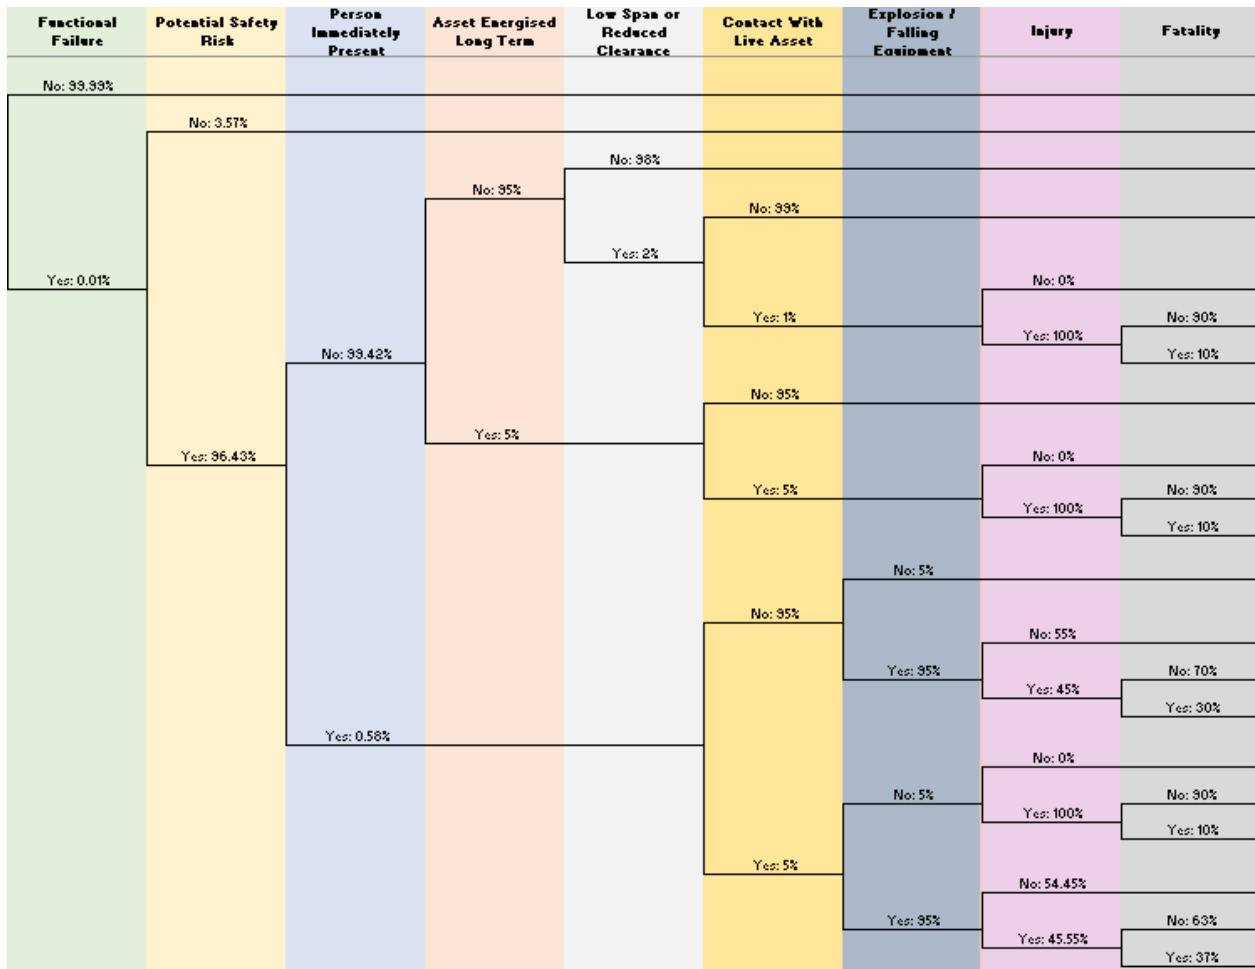 Functional
Failure
Potential Safety
Risk
Person
Immediately
Present
Asset Energised
Long Term
Low Span or
Reduced
Clearance
Contact With
Live Asset
Explosion /
Falling
Equipment
Injury
Fatality
No: 99.99%
No: 3.57%
No: 98%
No: 95%
No: 99%
Yes: 2%
Yes: 0.01%
No: 0%
Yes: 1%
No: 90%
Yes: 100%
No: 99.42%
Yes: 10%
No: 95%
Yes: 5%
Yes: 96.43%
No: 0%
Yes: 5%
No: 90%
Yes: 100%
Yes: 10%
No: 5%
No: 95%
No: 55%
Yes: 95%
No: 70%
Yes: 45%
Yes: 30%
Yes: 0.58%
No: 0%
No: 5%
No: 90%
Yes: 100%
Yes: 10%
Yes: 5%
No: 54.45%
Yes: 95%
No: 63%
Yes: 45.55%
Yes: 37%